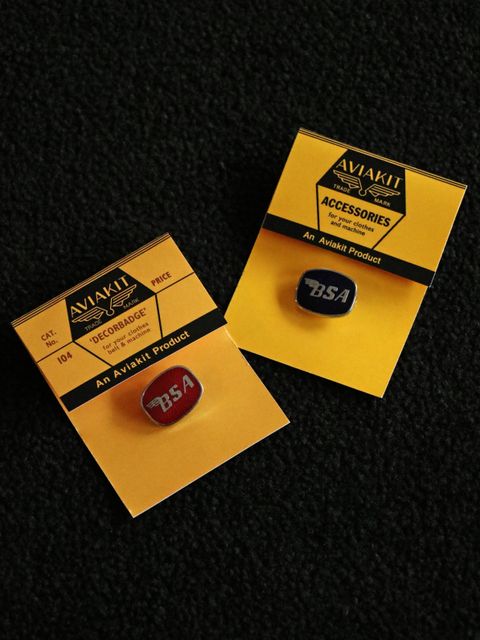 AVIAKIT
TRADE MARK
CAT. No.
104
PRICE
'DECORBADGE'
for your clothes
belt & machine
An Aviakit Product
BSA
AVIAKIT
TRADE MARK
ACCESSORIES
for your clothes
and machine
An Aviakit Product
BSA